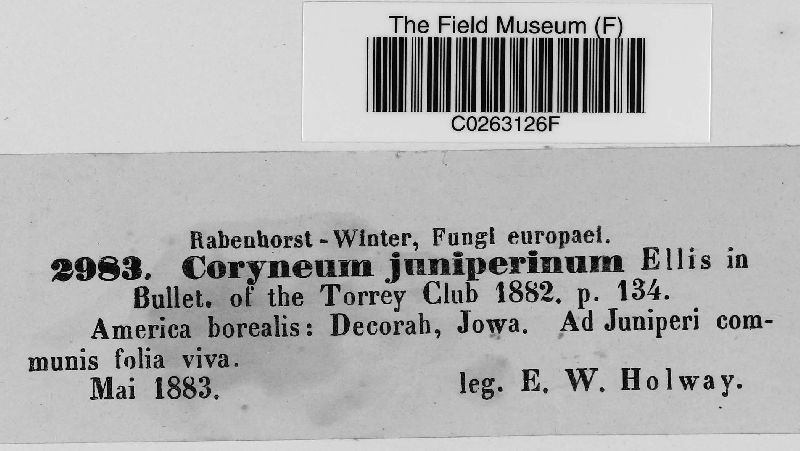 The Field Museum (F)
C0263126F
Rabenhorst - Winter, Fungi europaei.
2983. Coryneum juniperinum Ellis in
Bullet. of the Torrey Club 1882. p. 134.
America borealis: Decorah, Jowa. Ad Juniperi com-
munis folia viva.
Mai 1883. leg. E. W. Holway.